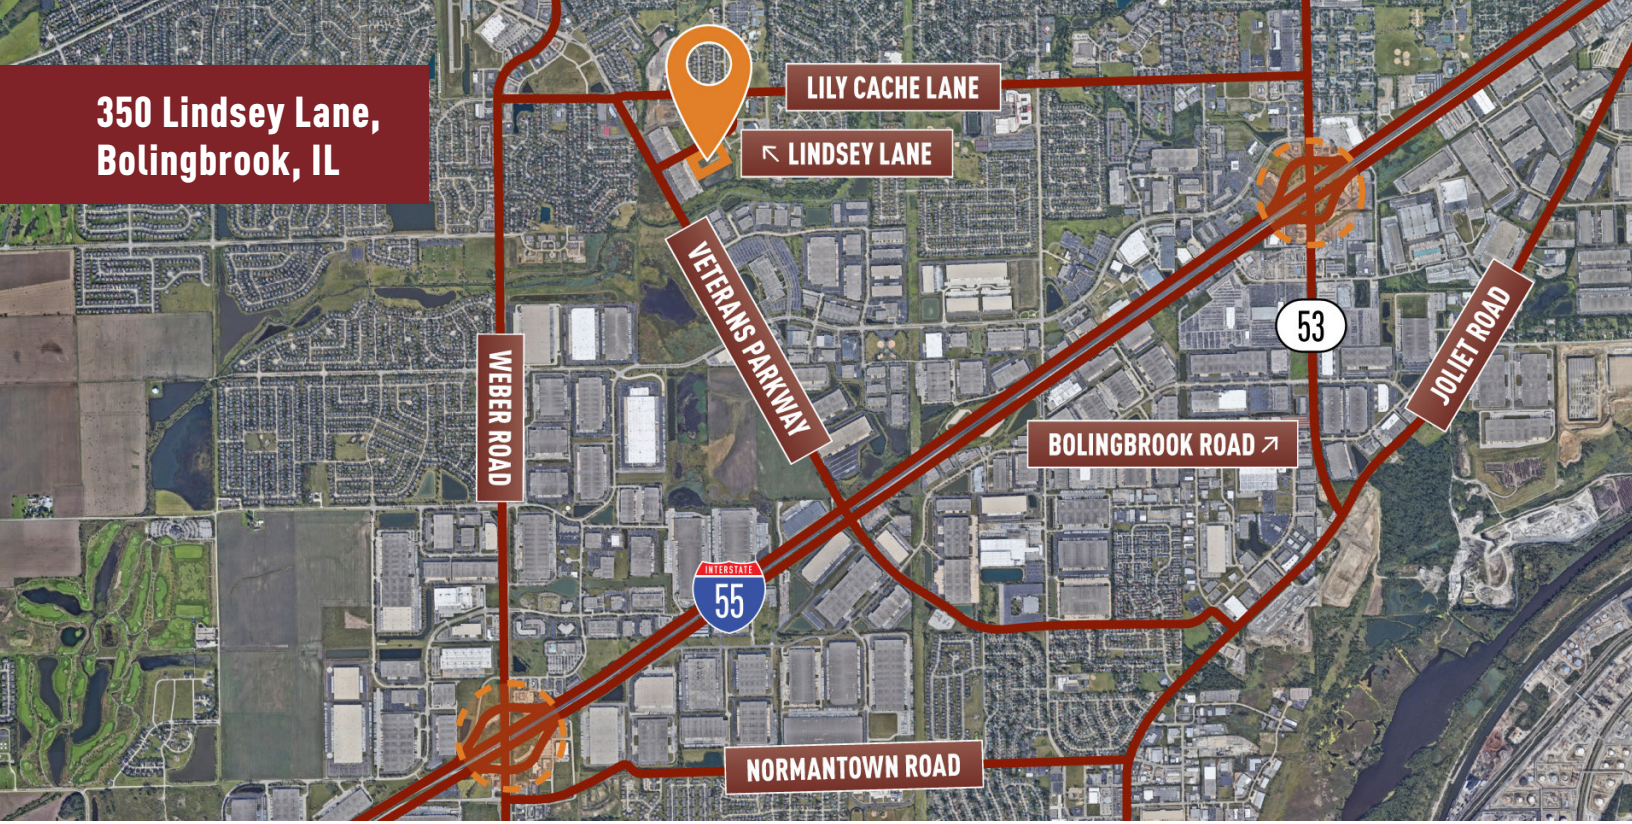 350 Lindsey Lane,
Bolingbrook, IL
LILY CACHE LANE
↖ LINDSEY LANE
VETERANS PARKWAY
WEBER ROAD
53
JOLIET ROAD
BOLINGBROOK ROAD ↗
INTERSTATE
55
NORMANTOWN ROAD